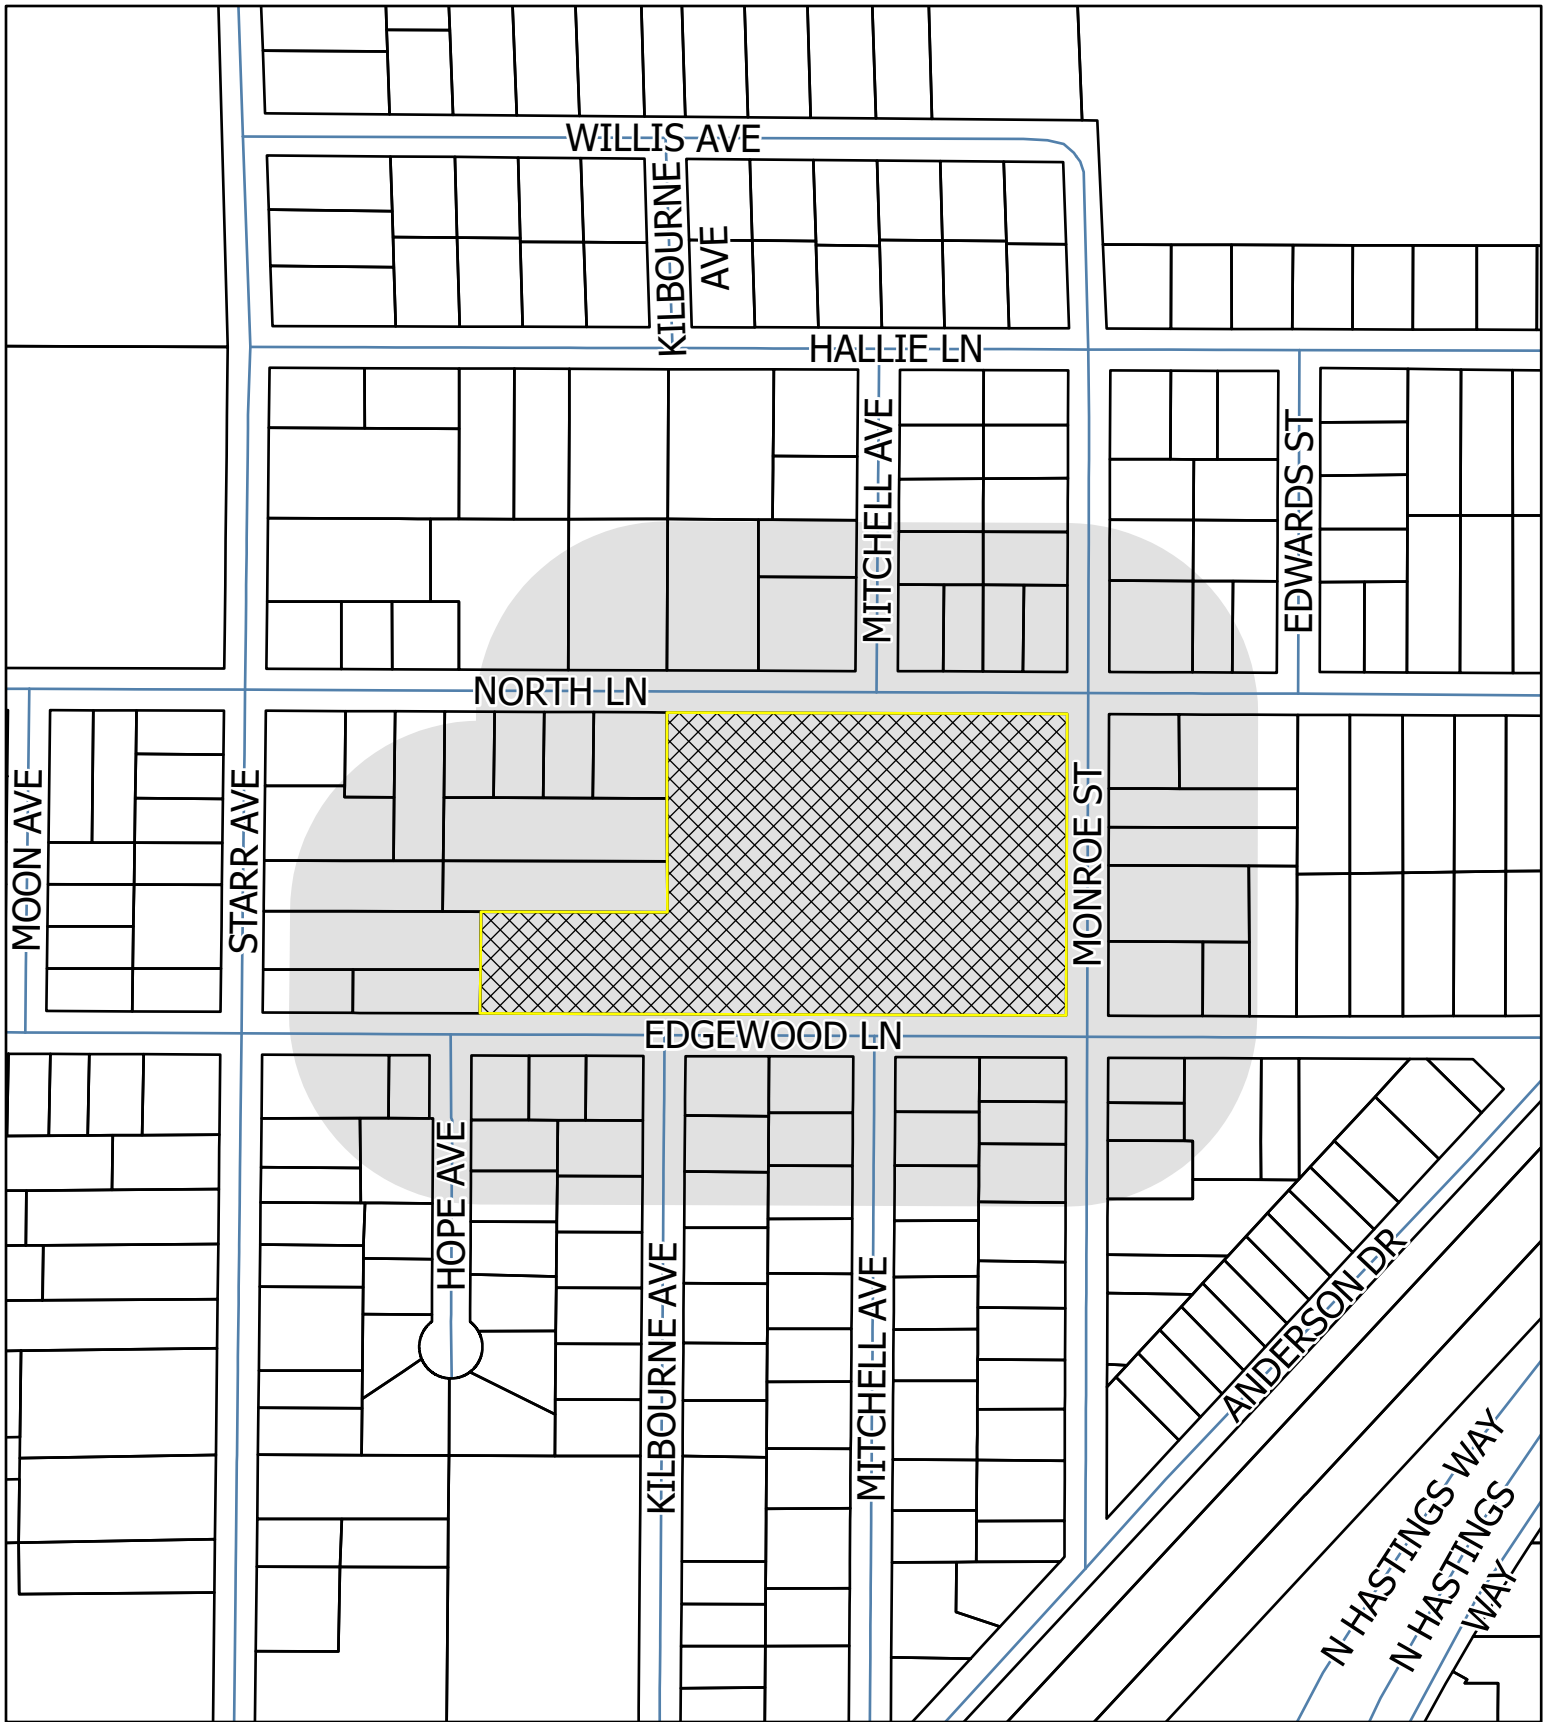 WILLIS AVE
KILBOURNE
AVE
HALLIE LN
MITCHELL AVE
EDWARDS ST
NORTH LN
MOON AVE
STARR AVE
MONROE ST
EDGEWOOD LN
HOPE AVE
KILBOURNE AVE
MITCHELL AVE
ANDERSON DR
N HASTINGS WAY
N HASTINGS
WAY